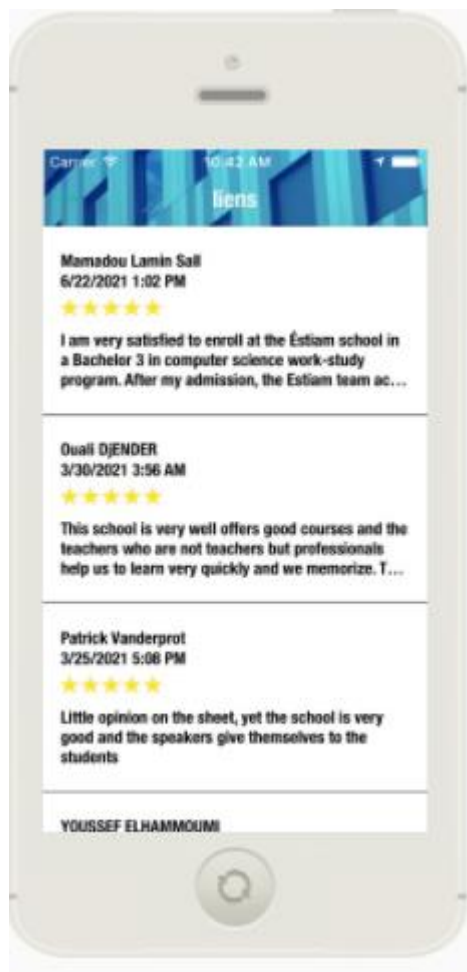 Carrier 10:42 AM
liens
Mamadou Lamin Sall
6/22/2021 1:02 PM
I am very satisfied to enroll at the Éstiam school in
a Bachelor 3 in computer science work-study
program. After my admission, the Estiam team ac...
Ouali DjENDER
3/30/2021 3:56 AM
This school is very well offers good courses and the
teachers who are not teachers but professionals
help us to learn very quickly and we memorize. T...
Patrick Vanderprot
3/25/2021 5:08 PM
Little opinion on the sheet, yet the school is very
good and the speakers give themselves to the
students
YOUSSEF ELHAMMOUMI